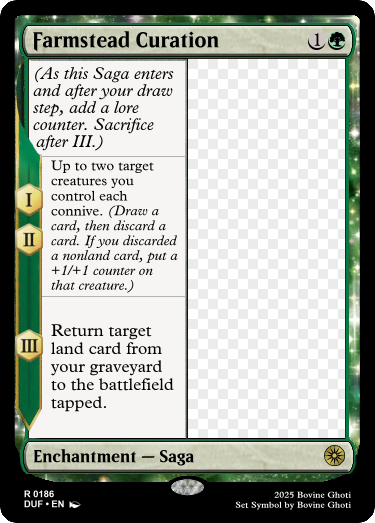 Farmstead Curation 1
(As this Saga enters
and after your draw
step, add a lore
counter. Sacrifice
after III.)
I
II
Up to two target
creatures you
control each
connive. (Draw a
card, then discard a
card. If you discarded
a nonland card, put a
+1/+1 counter on
that creature.)
III
Return target
land card from
your graveyard
to the battlefield
tapped.
Enchantment — Saga
R 0186
DUF • EN
2025 Bovine Ghoti
Set Symbol by Bovine Ghoti